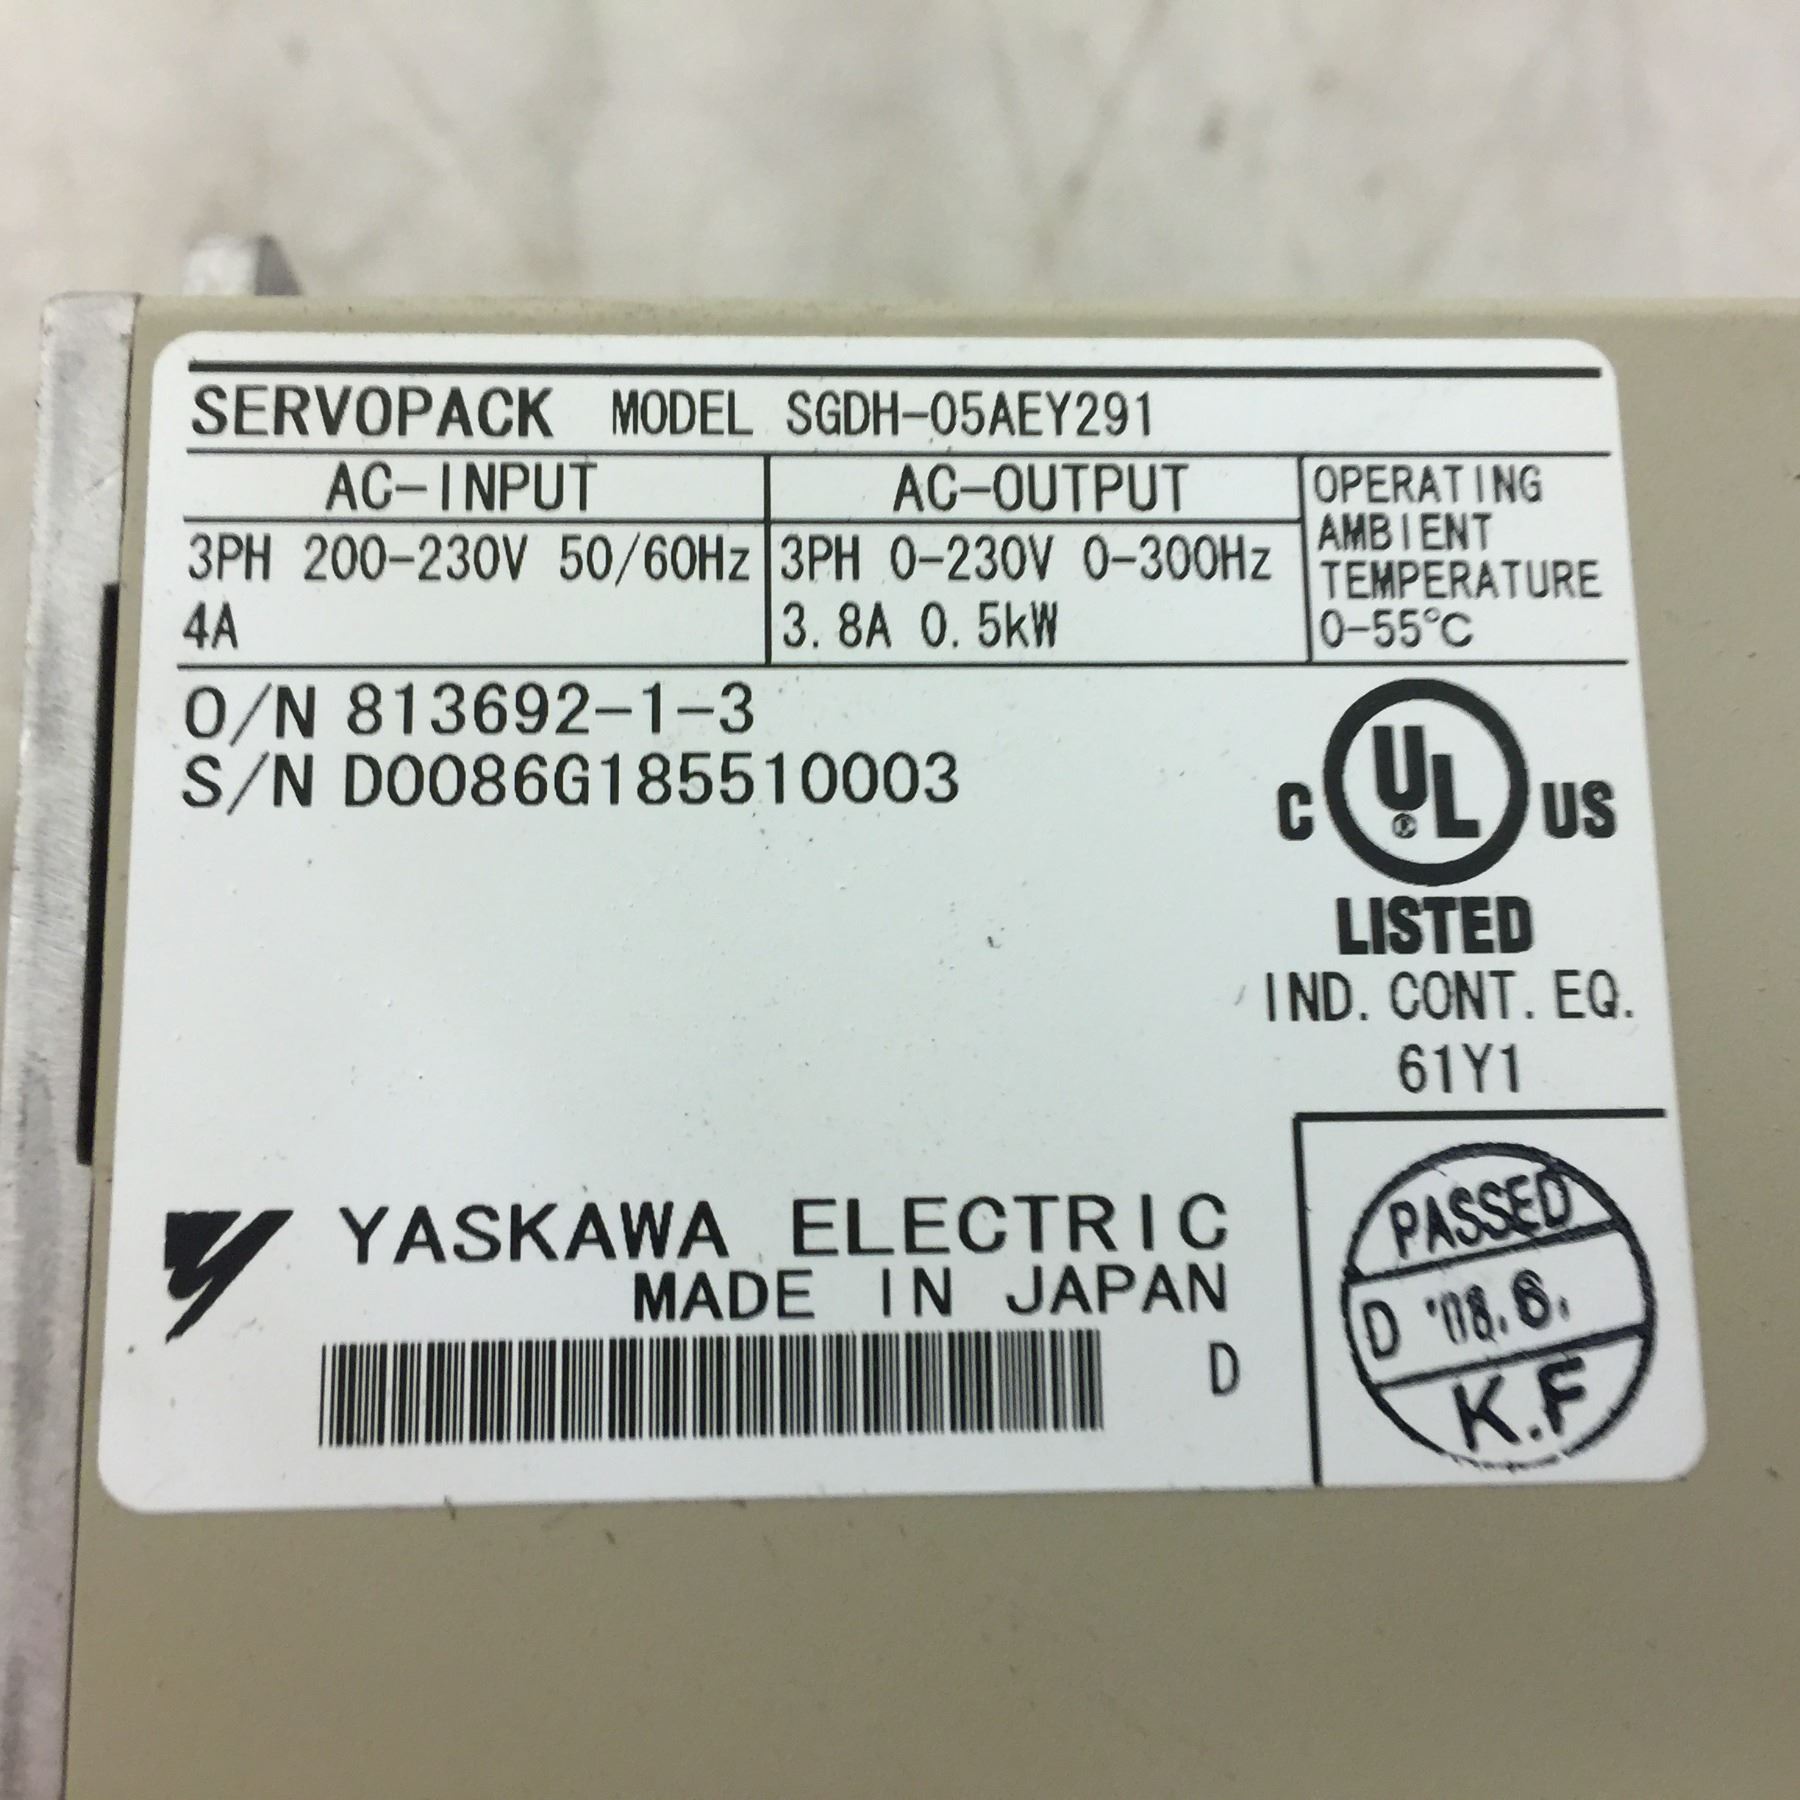 SERVOPACK MODEL SGDH-05AEY291
AC-INPUT
3PH 200-230V 50/60Hz
4A
AC-OUTPUT
3PH 0-230V 0-300Hz
3.8A 0.5kW
OPERATING
AMBIENT
TEMPERATURE
0-55℃
O/N 813692-1-3
S/N D0086G185510003
C UL ® US
LISTED
IND. CONT. EQ.
61Y1
YASKAWA ELECTRIC
MADE IN JAPAN
D
PASSED
D '08.6.
K.F